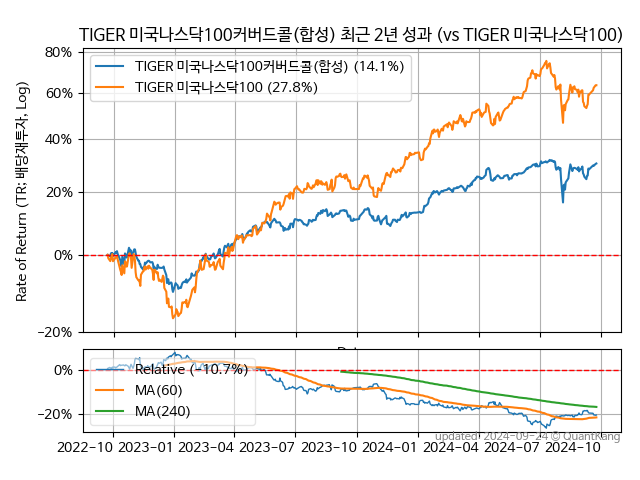 TIGER 미국나스닥100커버드콜(합성) 최근 2년 성과 (vs TIGER 미국나스닥100)
Rate of Return (TR: 배당재투자, Log)
80%
60%
40%
20%
0%
−20%
TIGER 미국나스닥100커버드콜(합성) (14.1%)
TIGER 미국나스닥100 (27.8%)
0%
−20%
Relative (−10.7%)
MA(60)
MA(240)
2022−10 2023−01 2023−04 2023−07 2023−10 2024−01 2024−04 2024−07 2024−10
updated: 2024−09−24 © QuantKang